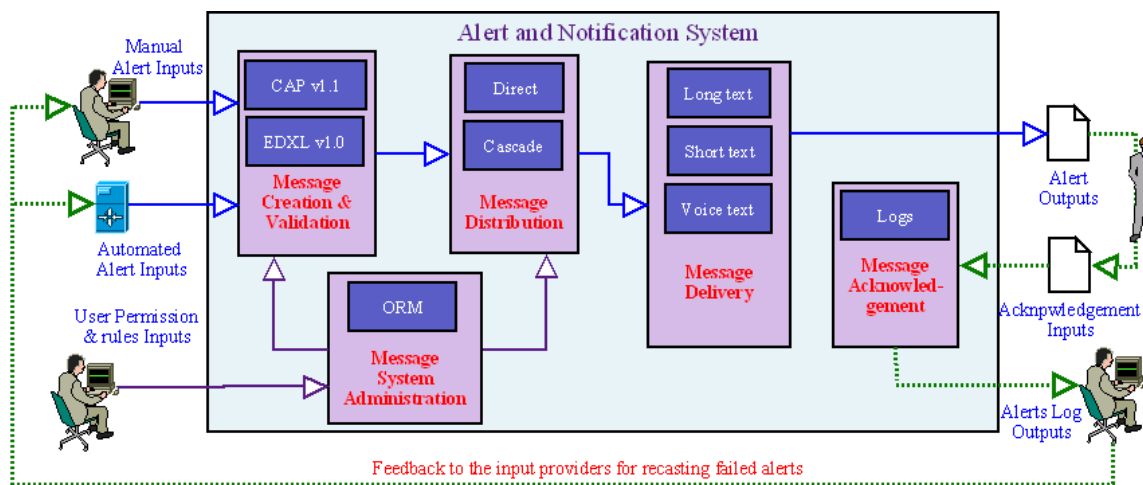 Alert and Notification System
Manual
Alert Inputs
CAP v1.1
EDXL v1.0
Message
Creation &
Validation
Direct
Cascade
Message
Distribution
Long text
Short text
Voice text
Message
Delivery
Logs
Message
Acknowled-
gement
Alert
Outputs
Automated
Alert Inputs
User Permission
& rules Inputs
ORM
Message
System
Administration
Acknpwledgement
Inputs
Alerts Log
Outputs
Feedback to the input providers for recasting failed alerts